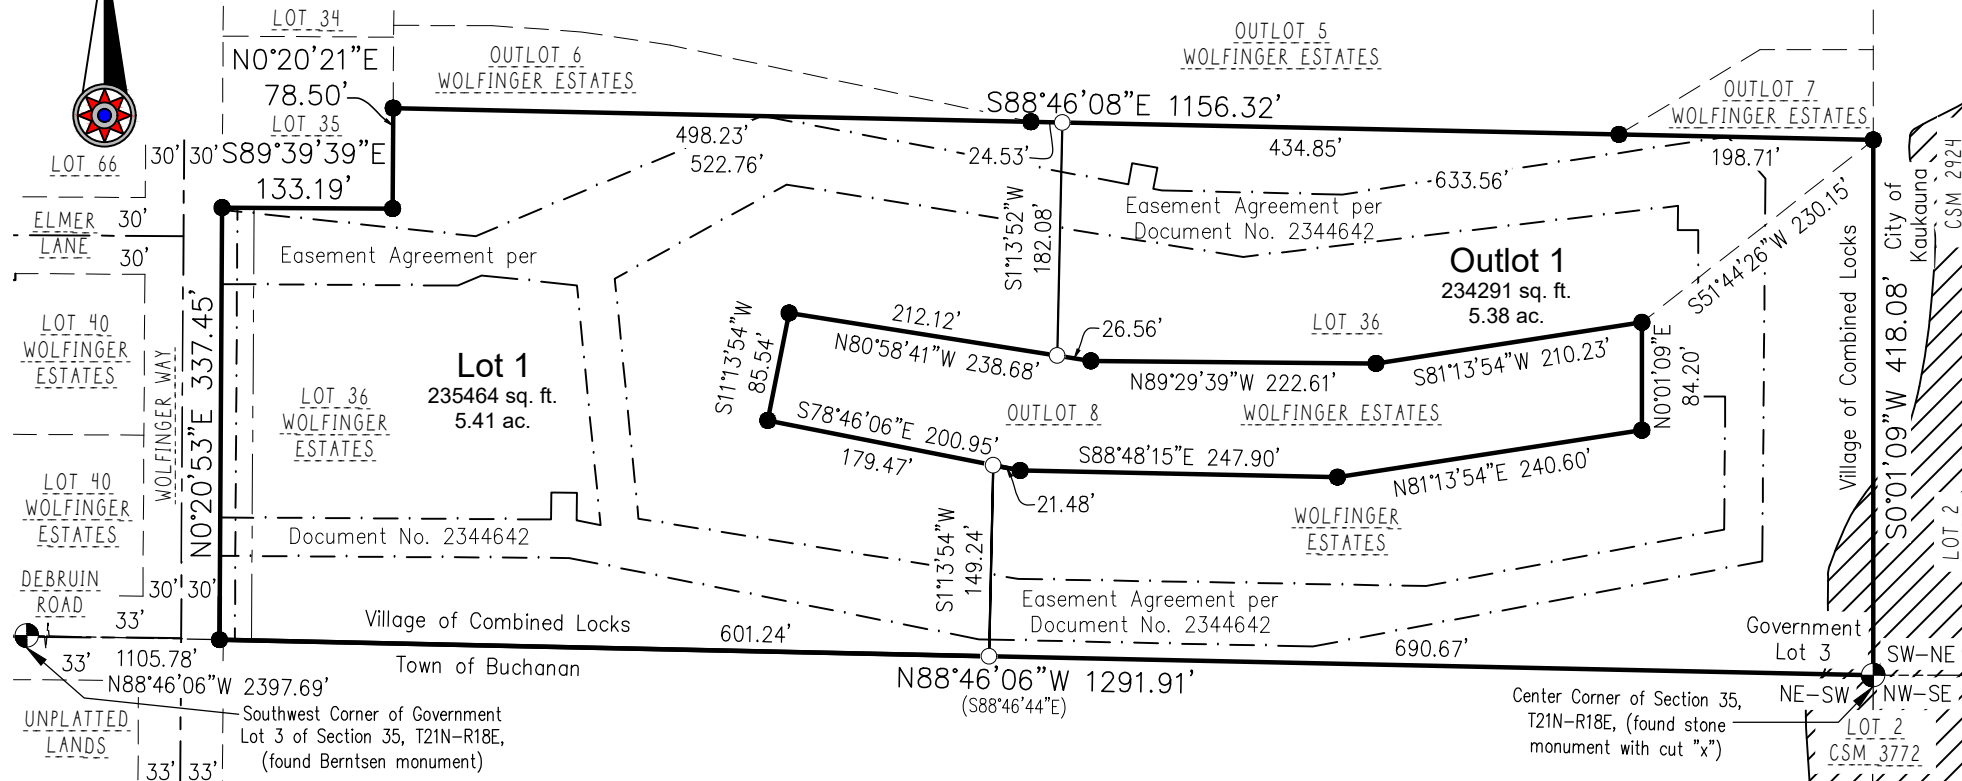 LOT 34
N0°20'21"E
78.50'
LOT 35
S89°39'39"E
133.19'
OUTLOT 6
WOLFINGER ESTATES
OUTLOT 5
WOLFINGER ESTATES
OUTLOT 7
WOLFINGER ESTATES
S88°46'08"E 1156.32'
498.23'
522.76'
24.53'
434.85'
633.56'
198.71'
LOT 66
30' 30'
ELMER
LANE
30'
30'
Easement Agreement per
S1°13'52"W
182.08'
Easement Agreement per
Document No. 2344642
Outlot 1
234291 sq. ft.
5.38 ac.
S51°44'26"W 230.15'
Village of Combined Locks
City of
Kaukauna
CSM 2924
LOT 40
WOLFINGER
ESTATES
WOLFINGER WAY
N0°20'53"E 337.45'
Lot 1
235464 sq. ft.
5.41 ac.
LOT 36
WOLFINGER
ESTATES
S11°13'54"W
85.54'
212.12'
N80°58'41"W 238.68'
26.56'
LOT 36
N89°29'39"W 222.61'
S81°13'54"W 210.23'
N0°01'09"E
84.20'
S0°01'09"W 418.08'
OUTLOT 8
WOLFINGER ESTATES
S78°46'06"E 200.95'
179.47'
S88°48'15"E 247.90'
21.48'
N81°13'54"E 240.60'
LOT 40
WOLFINGER
ESTATES
Document No. 2344642
S1°13'54"W
149.24'
WOLFINGER
ESTATES
LOT 2
DEBRUIN
ROAD
30' 30'
33'
33'
1105.78'
N88°46'06"W 2397.69'
Village of Combined Locks
Town of Buchanan
601.24'
Easement Agreement per
Document No. 2344642
690.67'
N88°46'06"W 1291.91'
(S88°46'44"E)
Government
Lot 3
SW-NE
NE-SW
NW-SE
UNPLATTED
LANDS
33' 33'
Southwest Corner of Government
Lot 3 of Section 35, T21N-R18E,
(found Berntsen monument)
Center Corner of Section 35,
T21N-R18E, (found stone
monument with cut "x")
LOT 2
CSM 3772